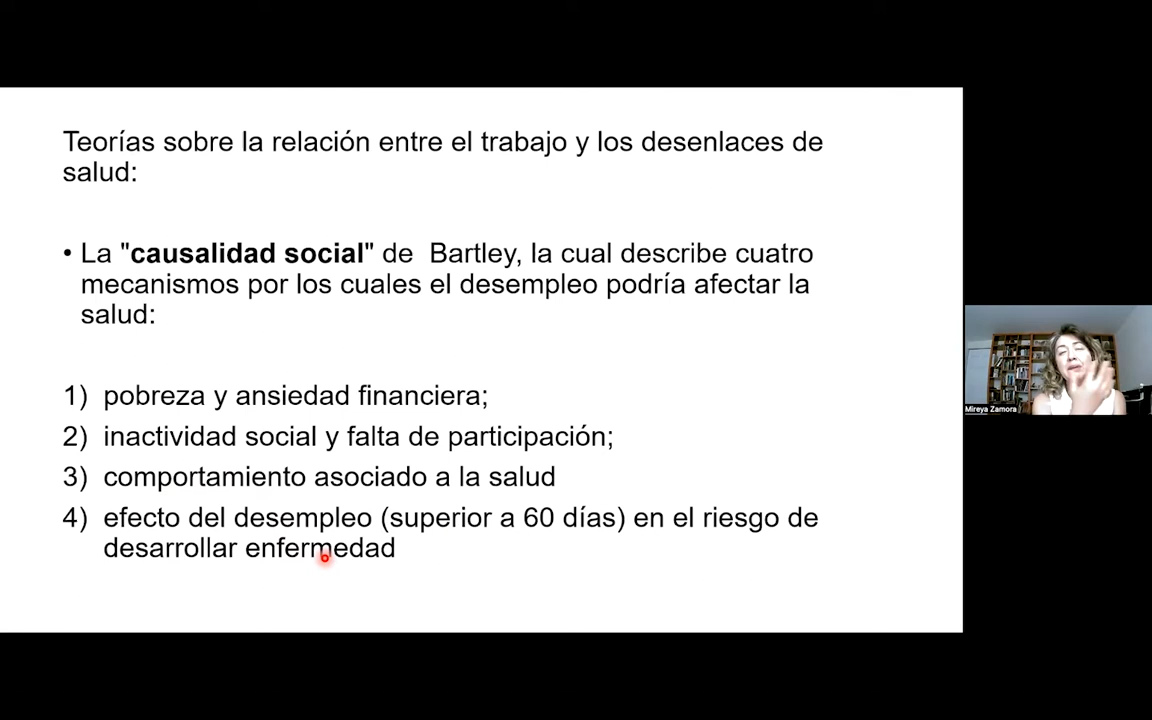 Teorías sobre la relación entre el trabajo y los desenlaces de
salud:
• La "causalidad social" de Bartley, la cual describe cuatro
mecanismos por los cuales el desempleo podría afectar la
salud:
1) pobreza y ansiedad financiera;
2) inactividad social y falta de participación;
3) comportamiento asociado a la salud
4) efecto del desempleo (superior a 60 días) en el riesgo de
desarrollar enfermedad
Mireya Zamora